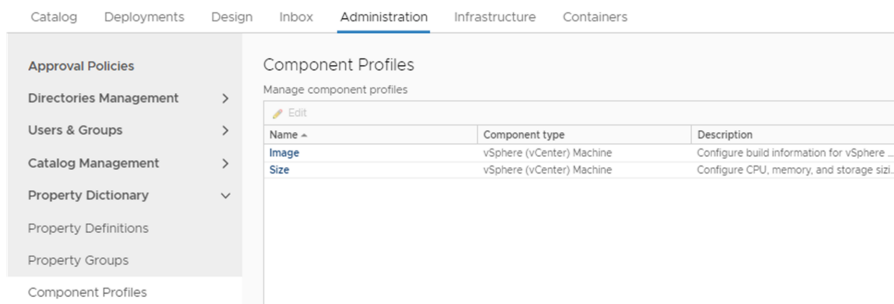 Catalog Deployments Design Inbox Administration Infrastructure Containers
Approval Policies
Directories Management
Users & Groups
Catalog Management
Property Dictionary
Property Definitions
Property Groups
Component Profiles
Component Profiles
Manage component profiles
Edit
Name Component type Description
Image vSphere (vCenter) Machine Configure build information for vSphere ...
Size vSphere (vCenter) Machine Configure CPU, memory, and storage sizi...